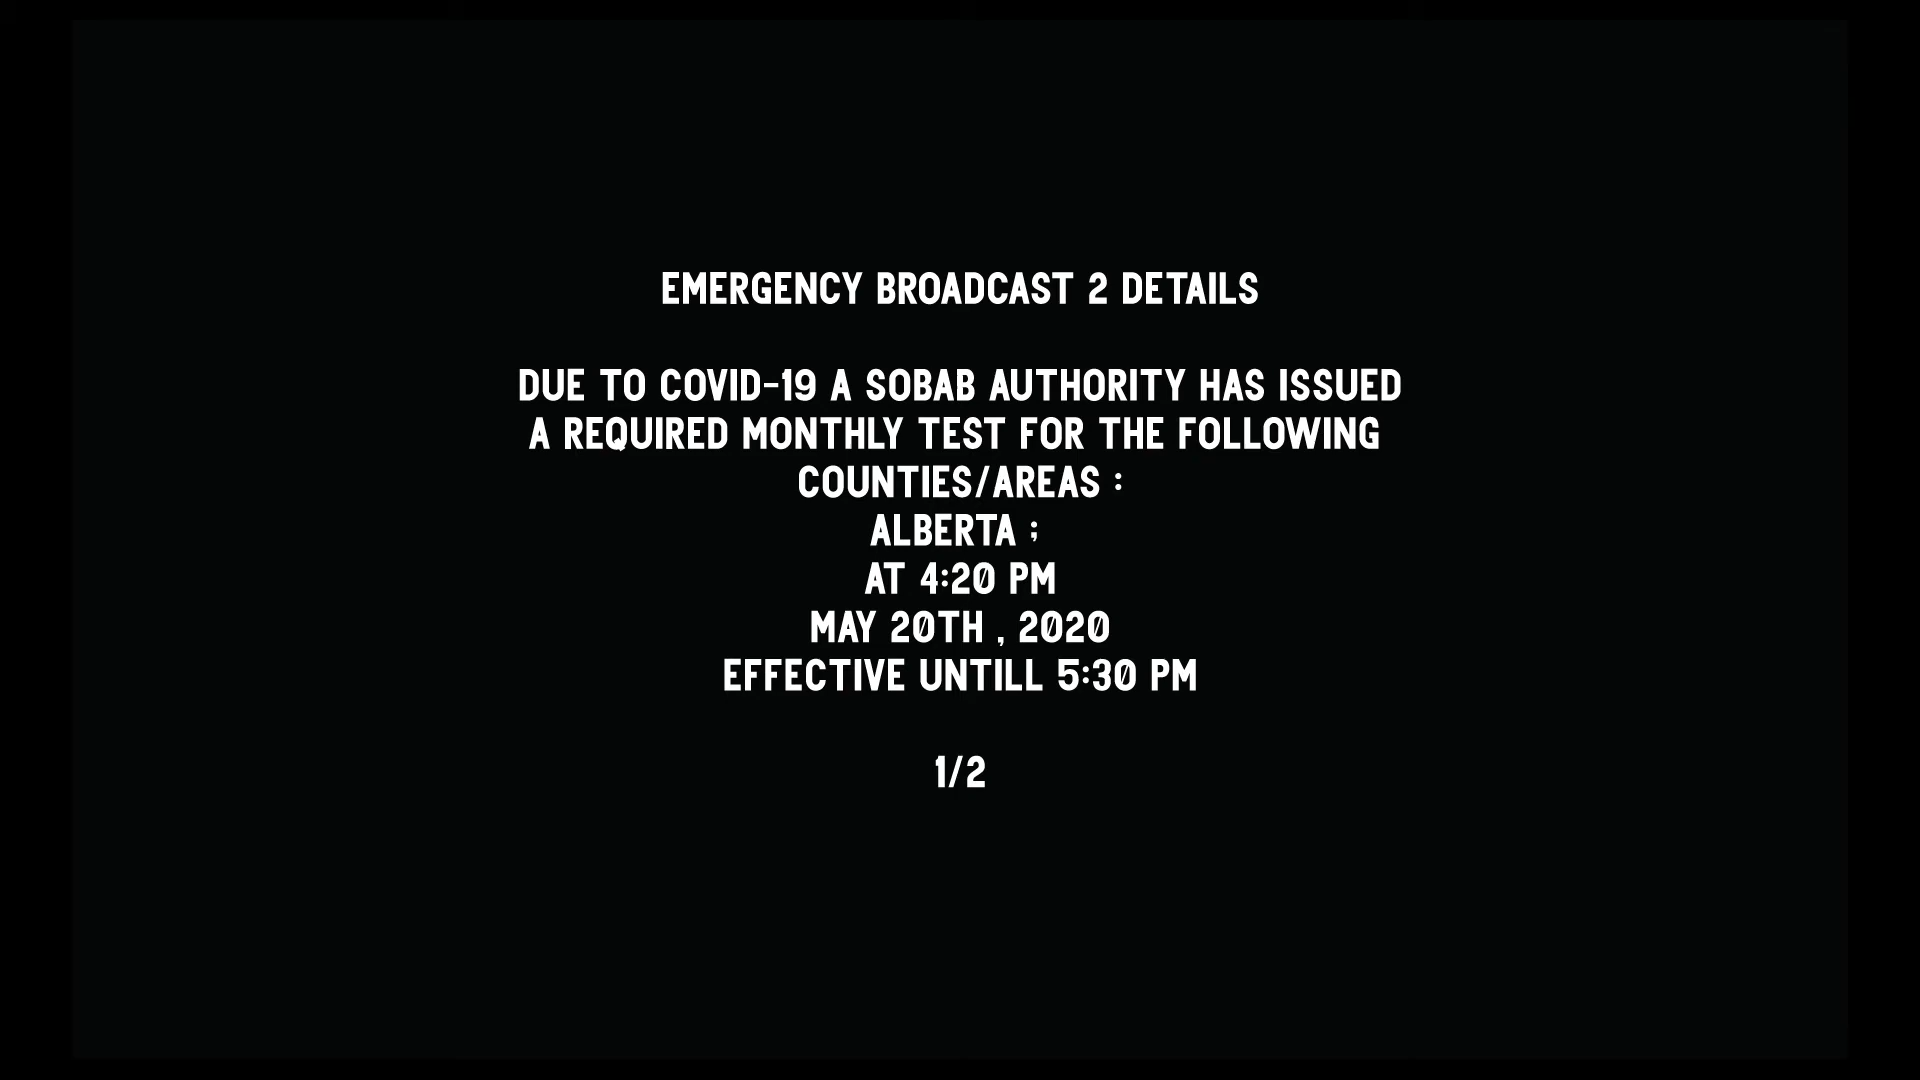 EMERGENCY BROADCAST 2 DETAILS
DUE TO COVID-19 A SOBAB AUTHORITY HAS ISSUED
A REQUIRED MONTHLY TEST FOR THE FOLLOWING
COUNTIES/AREAS :
ALBERTA ;
AT 4:20 PM
MAY 20TH , 2020
EFFECTIVE UNTILL 5:30 PM
1/2